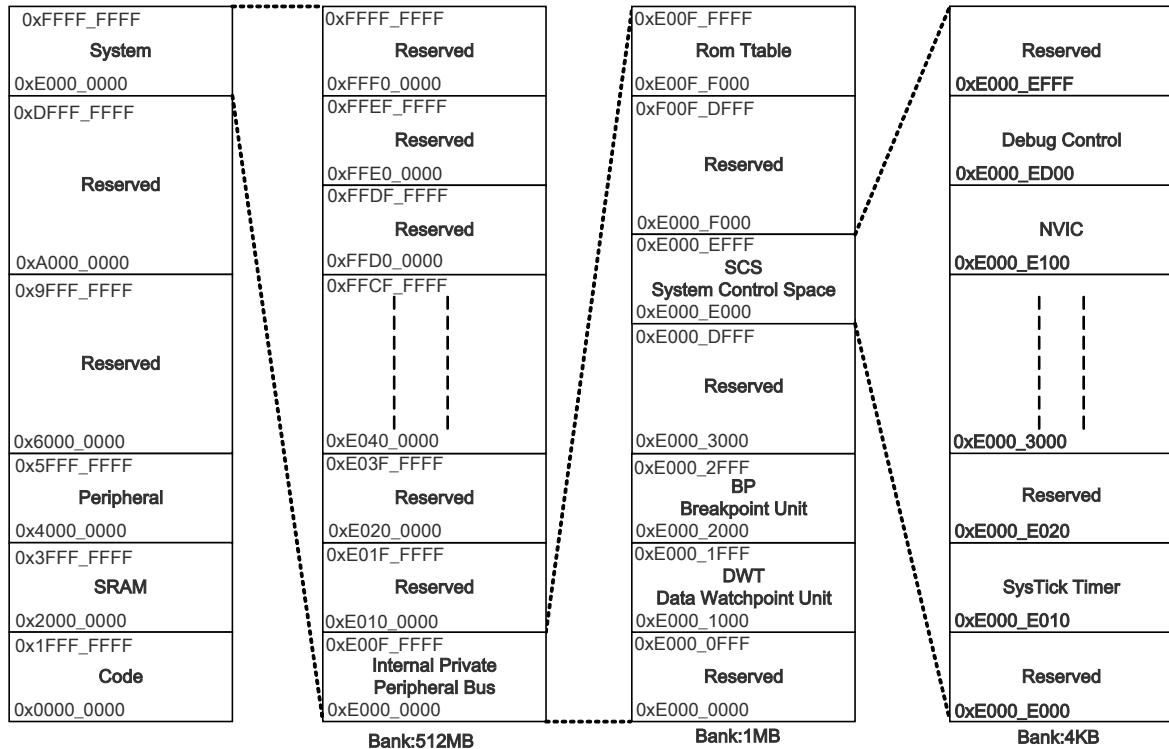 0xFFFF_FFFF
System
0xE000_0000
0xDFFF_FFFF
Reserved
0xA000_0000
0x9FFF_FFFF
Reserved
0x6000_0000
0x5FFF_FFFF
Peripheral
0x4000_0000
0x3FFF_FFFF
SRAM
0x2000_0000
0x1FFF_FFFF
Code
0x0000_0000
0xFFFF_FFFF
Reserved
0xFFF0_0000
0xFFEF_FFFF
Reserved
0xFFE0_0000
0xFFDF_FFFF
Reserved
0xFFD0_0000
0xFFCF_FFFF
0xE040_0000
0xE03F_FFFF
Reserved
0xE020_0000
0xE01F_FFFF
Reserved
0xE010_0000
0xE00F_FFFF
Internal Private
Peripheral Bus
0xE000_0000
Bank:512MB
0xE00F_FFFF
Rom Ttable
0xE00F_F000
0xF00F_DFFF
Reserved
0xE000_F000
0xE000_EFFF
SCS
System Control Space
0xE000_E000
0xE000_DFFF
Reserved
0xE000_3000
0xE000_2FFF
BP
Breakpoint Unit
0xE000_2000
0xE000_1FFF
DWT
Data Watchpoint Unit
0xE000_1000
0xE000_0FFF
Reserved
0xE000_0000
Bank:1MB
Reserved
0xE000_EFFF
Debug Control
0xE000_ED00
NVIC
0xE000_E100
0xE000_3000
Reserved
0xE000_E020
SysTick Timer
0xE000_E010
Reserved
0xE000_E000
Bank:4KB